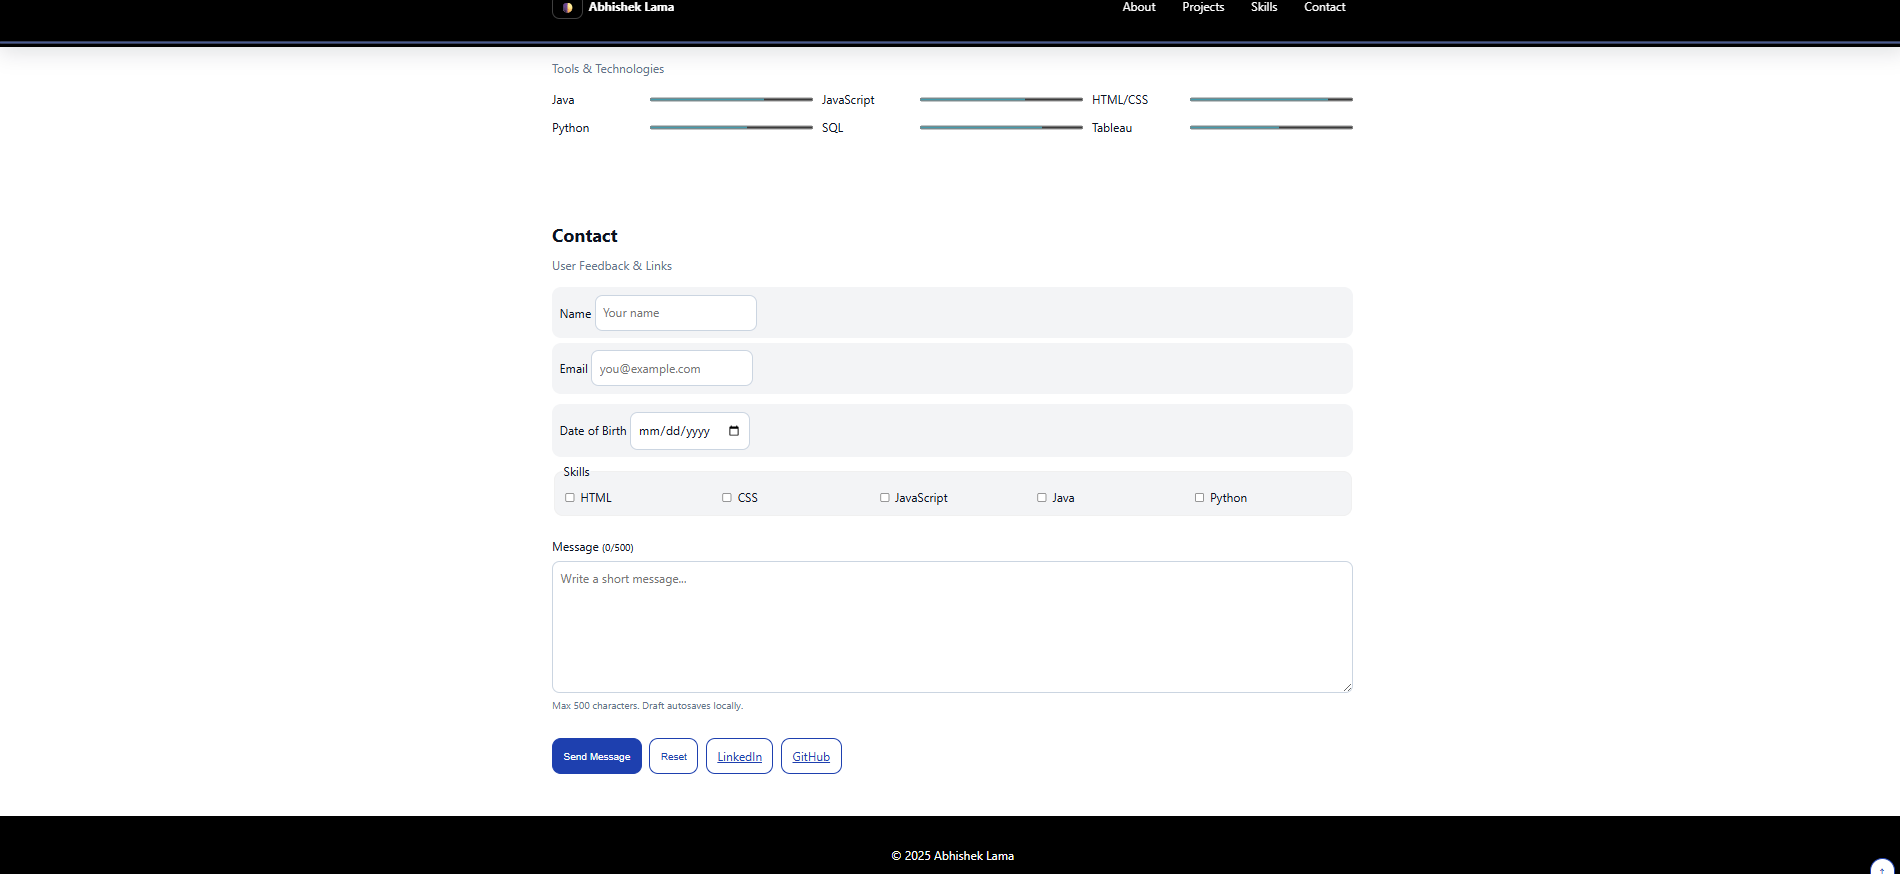 Abhishek Lama About Projects Skills Contact
Tools & Technologies
Java JavaScript HTML/CSS
Python SQL Tableau
Contact
User Feedback & Links
Name Your name
Email you@example.com
Date of Birth mm/dd/yyyy
Skills
HTML CSS JavaScript Java Python
Message (0/500)
Write a short message...
Max 500 characters. Draft autosaves locally.
Send Message Reset LinkedIn GitHub
© 2025 Abhishek Lama
↑